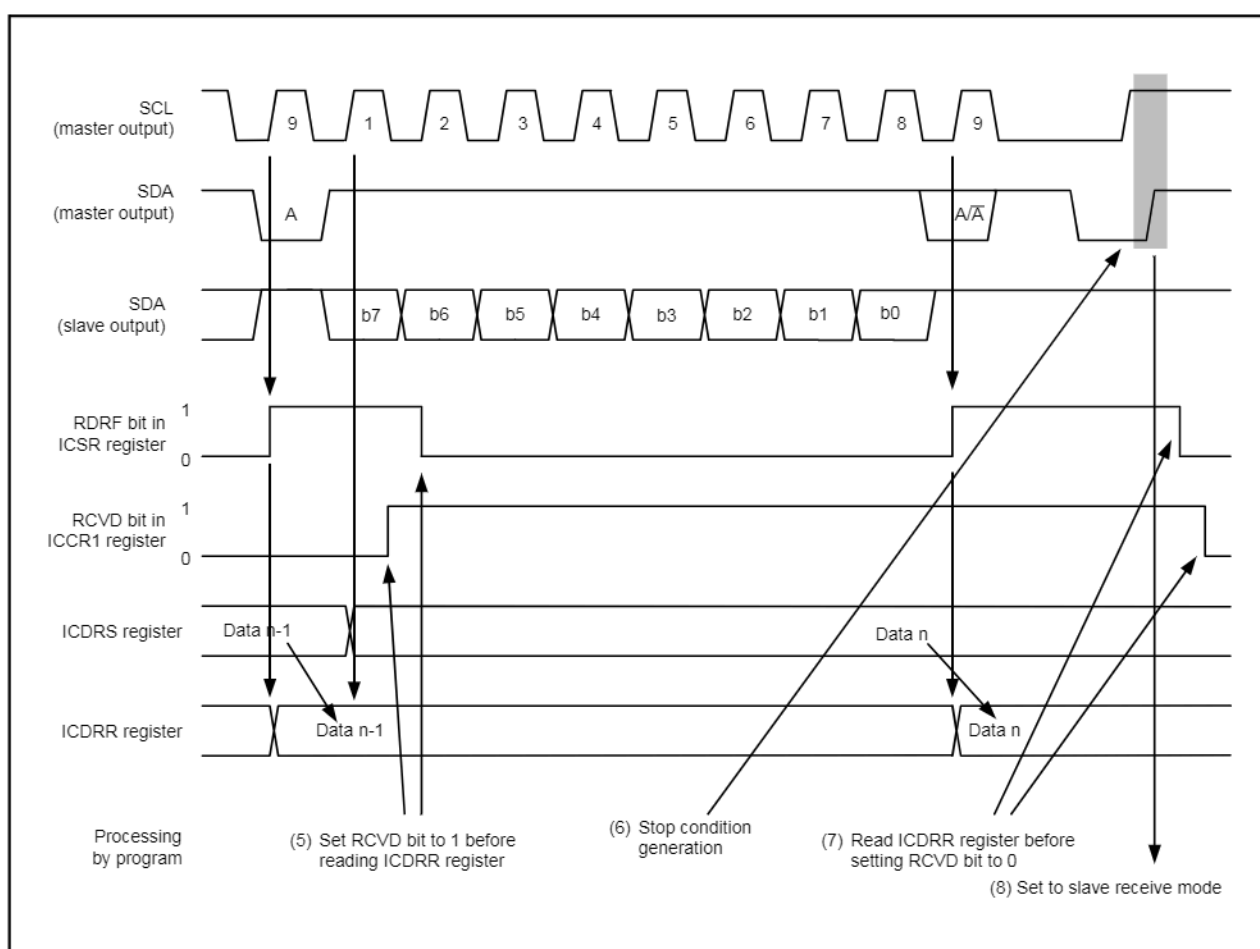 SCL
(master output)
9 1 2 3 4 5 6 7 8 9
SDA
(master output)
A A/A̅
SDA
(slave output)
b7 b6 b5 b4 b3 b2 b1 b0
RDRF bit in
ICSR register
1
0
RCVD bit in
ICCR1 register
1
0
ICDRS register
Data n-1 Data n
ICDRR register
Data n-1 Data n
Processing
by program
(5) Set RCVD bit to 1 before
reading ICDRR register
(6) Stop condition
generation
(7) Read ICDRR register before
setting RCVD bit to 0
(8) Set to slave receive mode